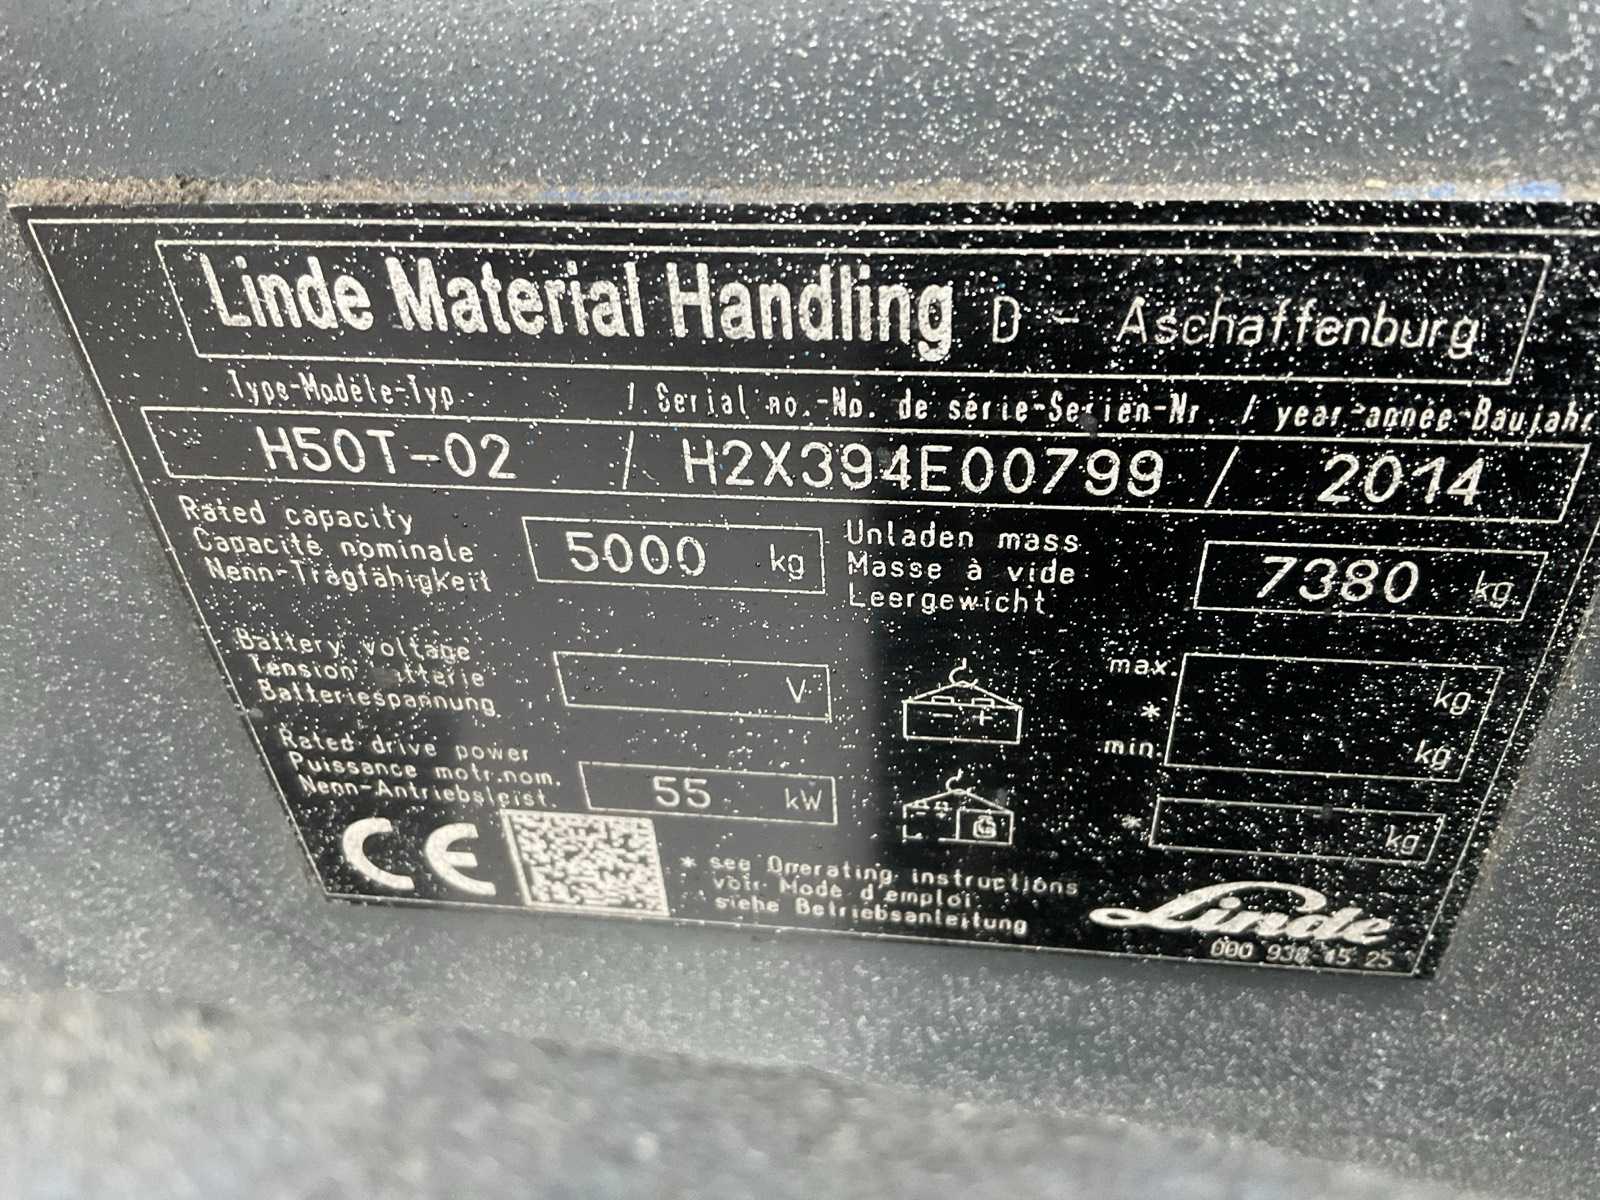 Linde Material Handling D - Aschaffenburg
Type-Modèle-Typ / Serial no.-No. de série-Serien-Nr. / year-année-Baujahr
H50T-02 / H2X394E00799 / 2014
Rated capacity
Capacité nominale
Nenn-Tragfähigkeit
5000 kg
Unladen mass
Masse à vide
Leergewicht
7380 kg
Battery voltage
Tension batterie
Batteriespannung
V
max.
*
min.
kg
kg
- +
Rated drive power
Puissance motr.nom.
Nenn-Antriebsleist.
55 kW
G
*
kg
CE
* see Operating instructions
voir Mode d'emploi
siehe Betriebsanleitung
Linde
000 938 45 25